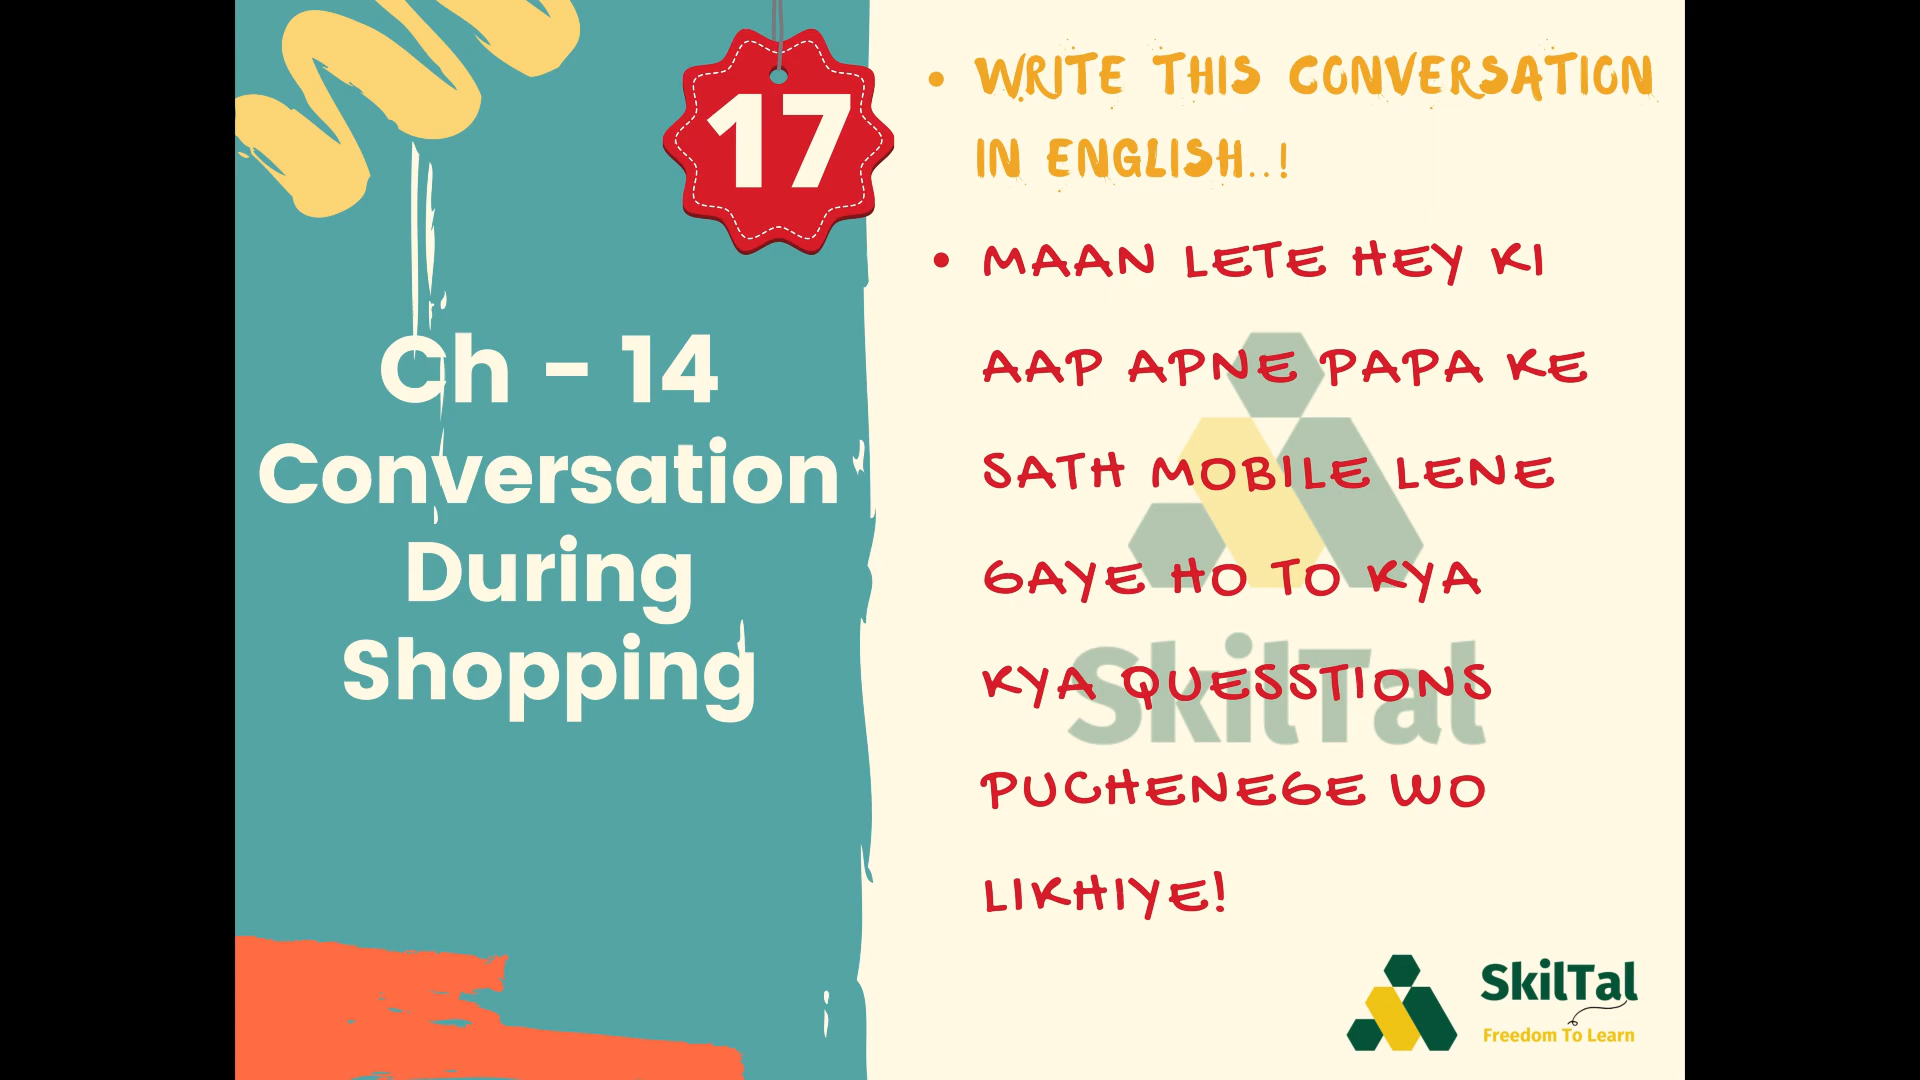 17
Ch - 14
Conversation
During
Shopping
• WRITE THIS CONVERSATION
IN ENGLISH..!
• MAAN LETE HEY KI
AAP APNE PAPA KE
SATH MOBILE LENE
GAYE HO TO KYA
KYA QUESSTIONS
PUCHENEGE WO
LIKHIYE!
SkilTal
SkilTal
Freedom To Learn